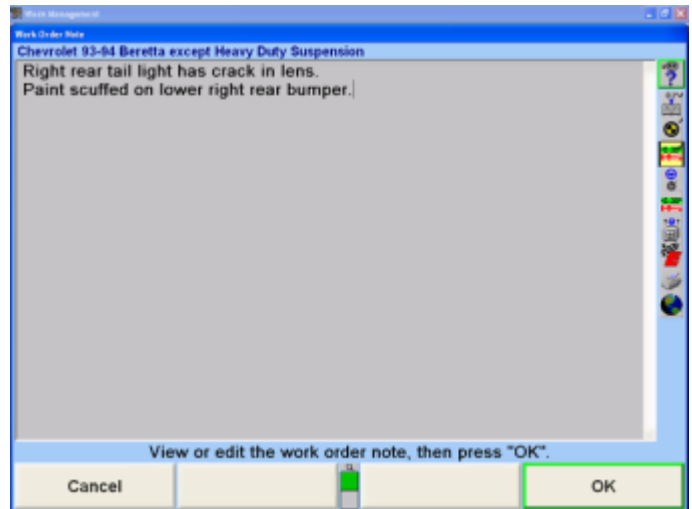 Work Management
Work Order Note
Chevrolet 93-94 Beretta except Heavy Duty Suspension
Right rear tail light has crack in lens.
Paint scuffed on lower right rear bumper.
View or edit the work order note, then press "OK".
Cancel
OK